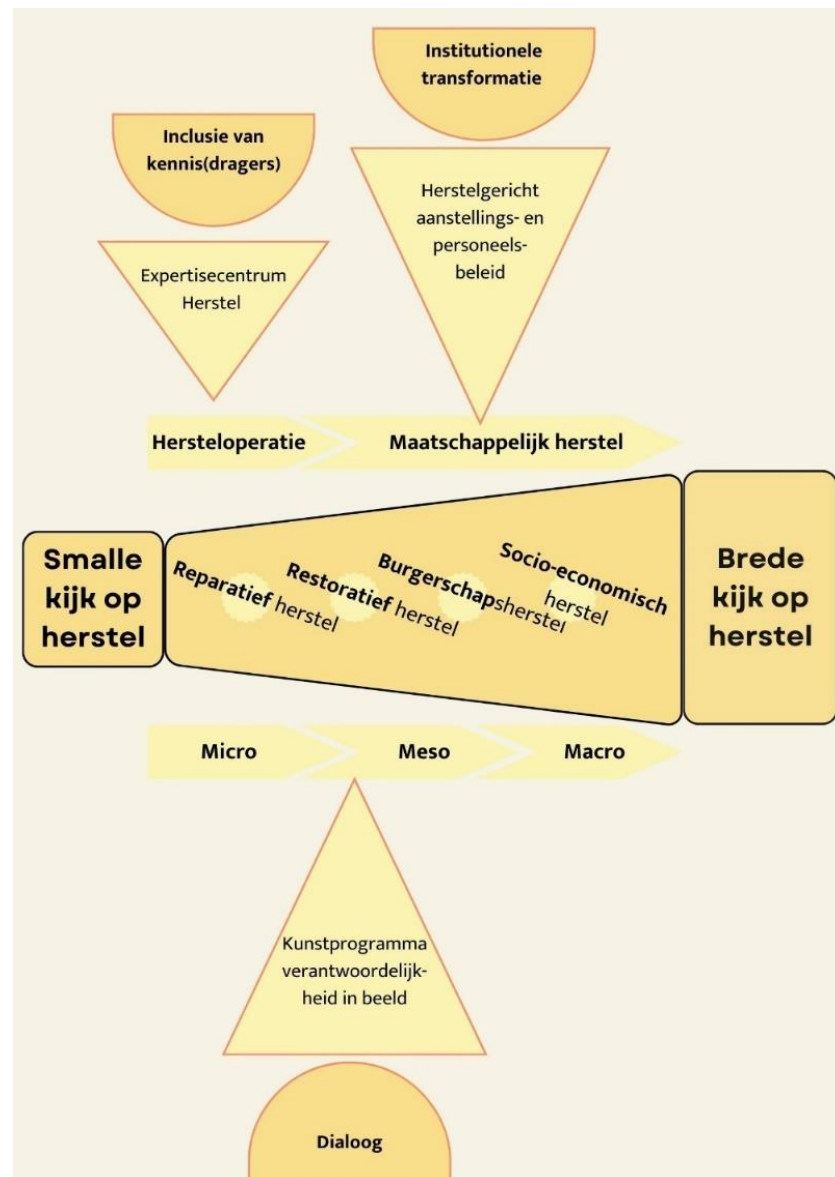 Institutionele
transformatie
Inclusie van
kennis(dragers)
Herstelgericht
aanstellings- en
personeels-
beleid
Expertisecentrum
Herstel
Hersteloperatie
Maatschappelijk herstel
Smalle
kijk op
herstel
Reparatief herstel
Restoratief herstel
Burgerschapsherstel
Socio-economisch
herstel
Brede
kijk op
herstel
Micro
Meso
Macro
Kunstprogramma
verantwoordelijk-
heid in beeld
Dialoog